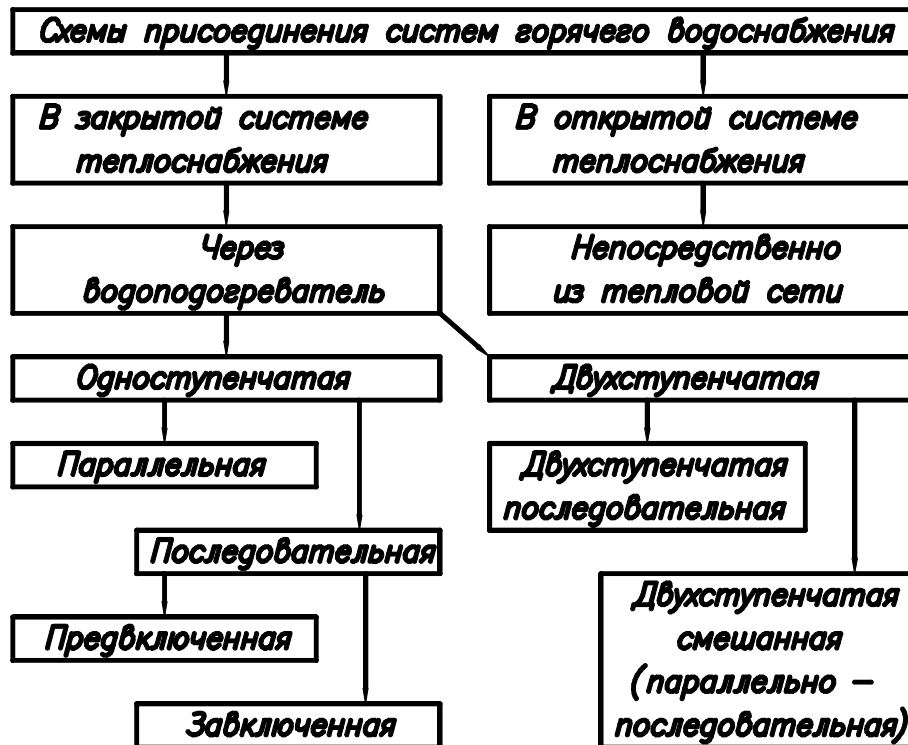 Схемы присоединения систем горячего водоснабжения
В закрытой системе
теплоснабжения
В открытой системе
теплоснабжения
Через
водоподогреватель
Непосредственно
из тепловой сети
Одноступенчатая
Двухступенчатая
Параллельная
Двухступенчатая
последовательная
Последовательная
Предвключенная
Завключенная
Двухступенчатая
смешанная
(параллельно –
последовательная)